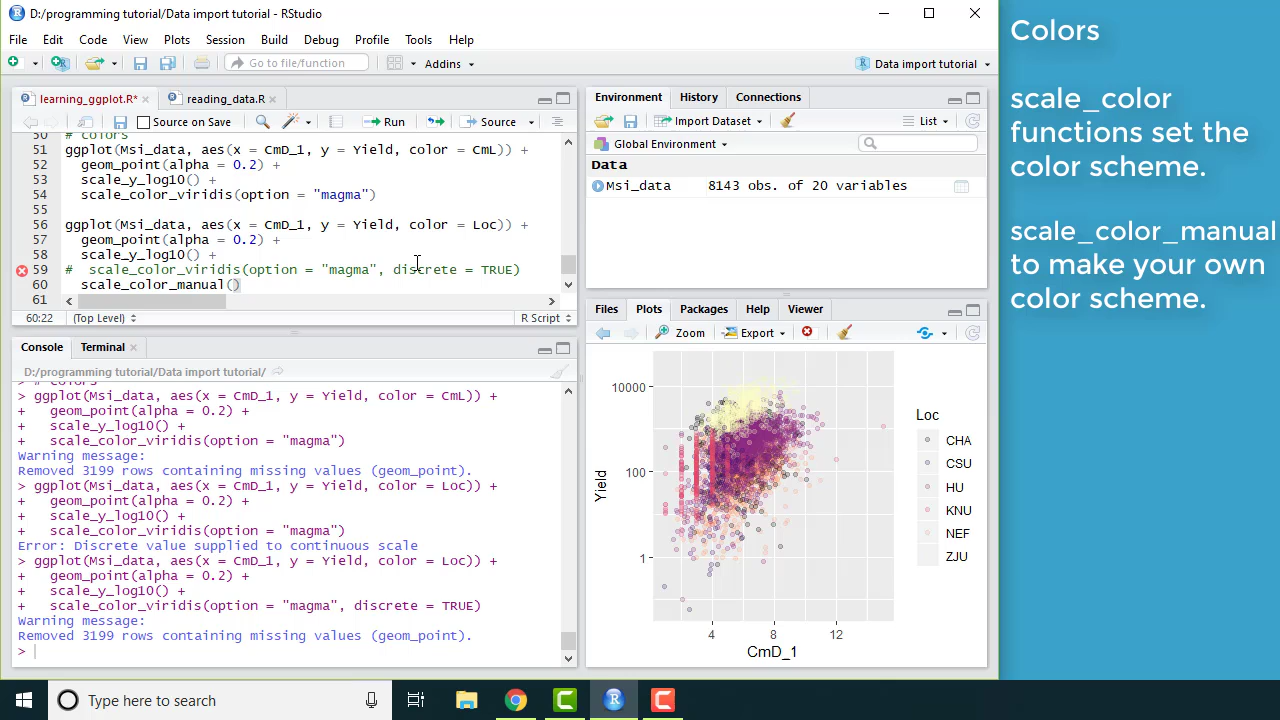 D:/programming tutorial/Data import tutorial - RStudio
File Edit Code View Plots Session Build Debug Profile Tools Help
Go to file/function Addins Data import tutorial
learning_ggplot.R* reading_data.R
Source on Save Run Source
50 # colors
51 ggplot(Msi_data, aes(x = CmD_1, y = Yield, color = CmL)) +
52 geom_point(alpha = 0.2) +
53 scale_y_log10() +
54 scale_color_viridis(option = "magma")
55
56 ggplot(Msi_data, aes(x = CmD_1, y = Yield, color = Loc)) +
57 geom_point(alpha = 0.2) +
58 scale_y_log10() +
59 # scale_color_viridis(option = "magma", discrete = TRUE)
60 scale_color_manual()
61
60:22 (Top Level) R Script
Console Terminal
D:/programming tutorial/Data import tutorial/
> # colors
> ggplot(Msi_data, aes(x = CmD_1, y = Yield, color = CmL)) +
+ geom_point(alpha = 0.2) +
+ scale_y_log10() +
+ scale_color_viridis(option = "magma")
Warning message:
Removed 3199 rows containing missing values (geom_point).
> ggplot(Msi_data, aes(x = CmD_1, y = Yield, color = Loc)) +
+ geom_point(alpha = 0.2) +
+ scale_y_log10() +
+ scale_color_viridis(option = "magma")
Error: Discrete value supplied to continuous scale
> ggplot(Msi_data, aes(x = CmD_1, y = Yield, color = Loc)) +
+ geom_point(alpha = 0.2) +
+ scale_y_log10() +
+ scale_color_viridis(option = "magma", discrete = TRUE)
Warning message:
Removed 3199 rows containing missing values (geom_point).
>
Environment History Connections
Import Dataset List
Global Environment
Data
Msi_data 8143 obs. of 20 variables
Files Plots Packages Help Viewer
Zoom Export
10000
100
1
Yield
4 8 12
CmD_1
Loc
CHA
CSU
HU
KNU
NEF
ZJU
Colors
scale_color
functions set the
color scheme.
scale_color_manual
to make your own
color scheme.
Type here to search